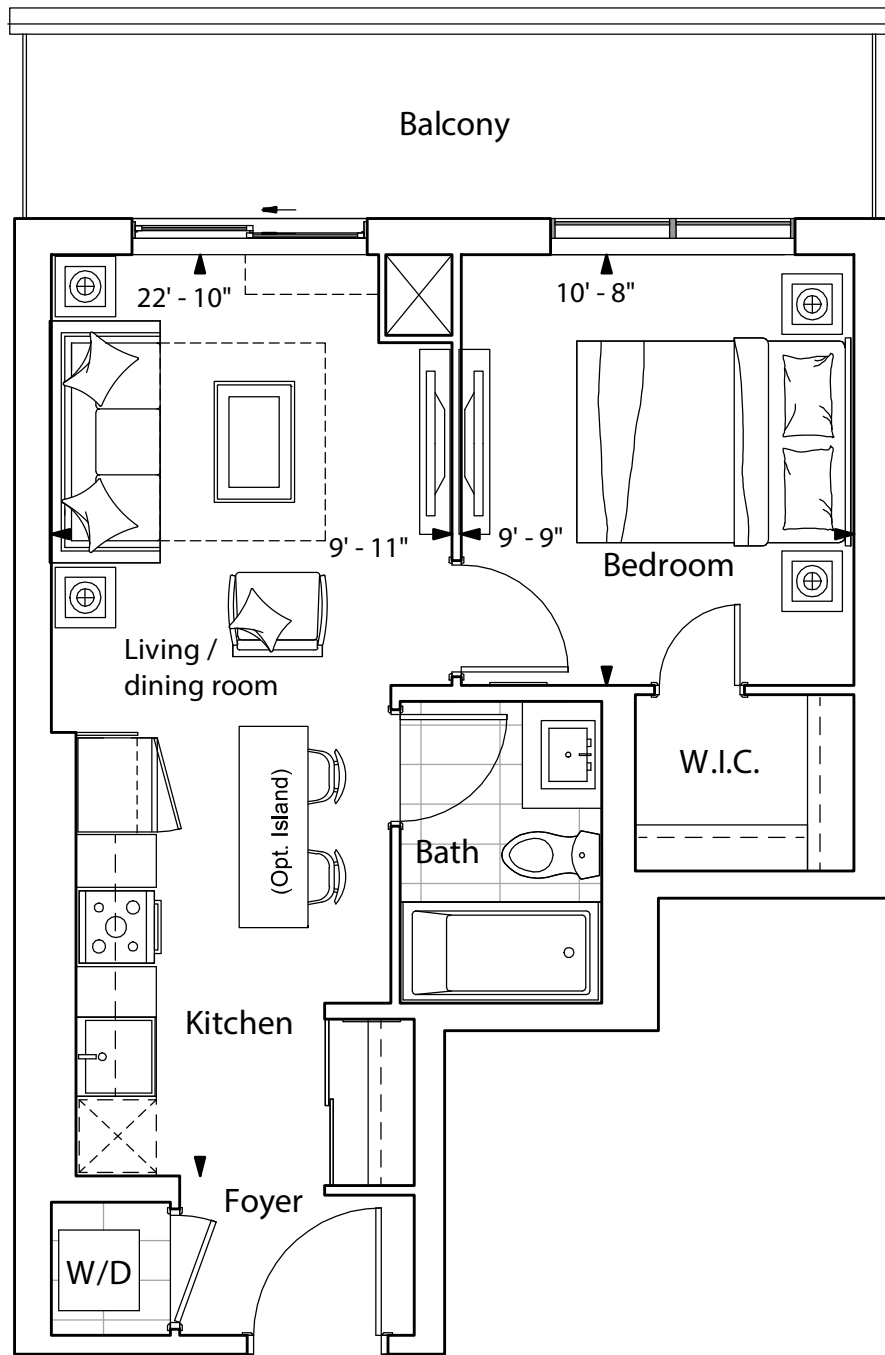 Balcony
22' - 10"
10' - 8"
9' - 11"
9' - 9"
Bedroom
Living /
dining room
W.I.C.
(Opt. Island)
Bath
Kitchen
Foyer
W/D